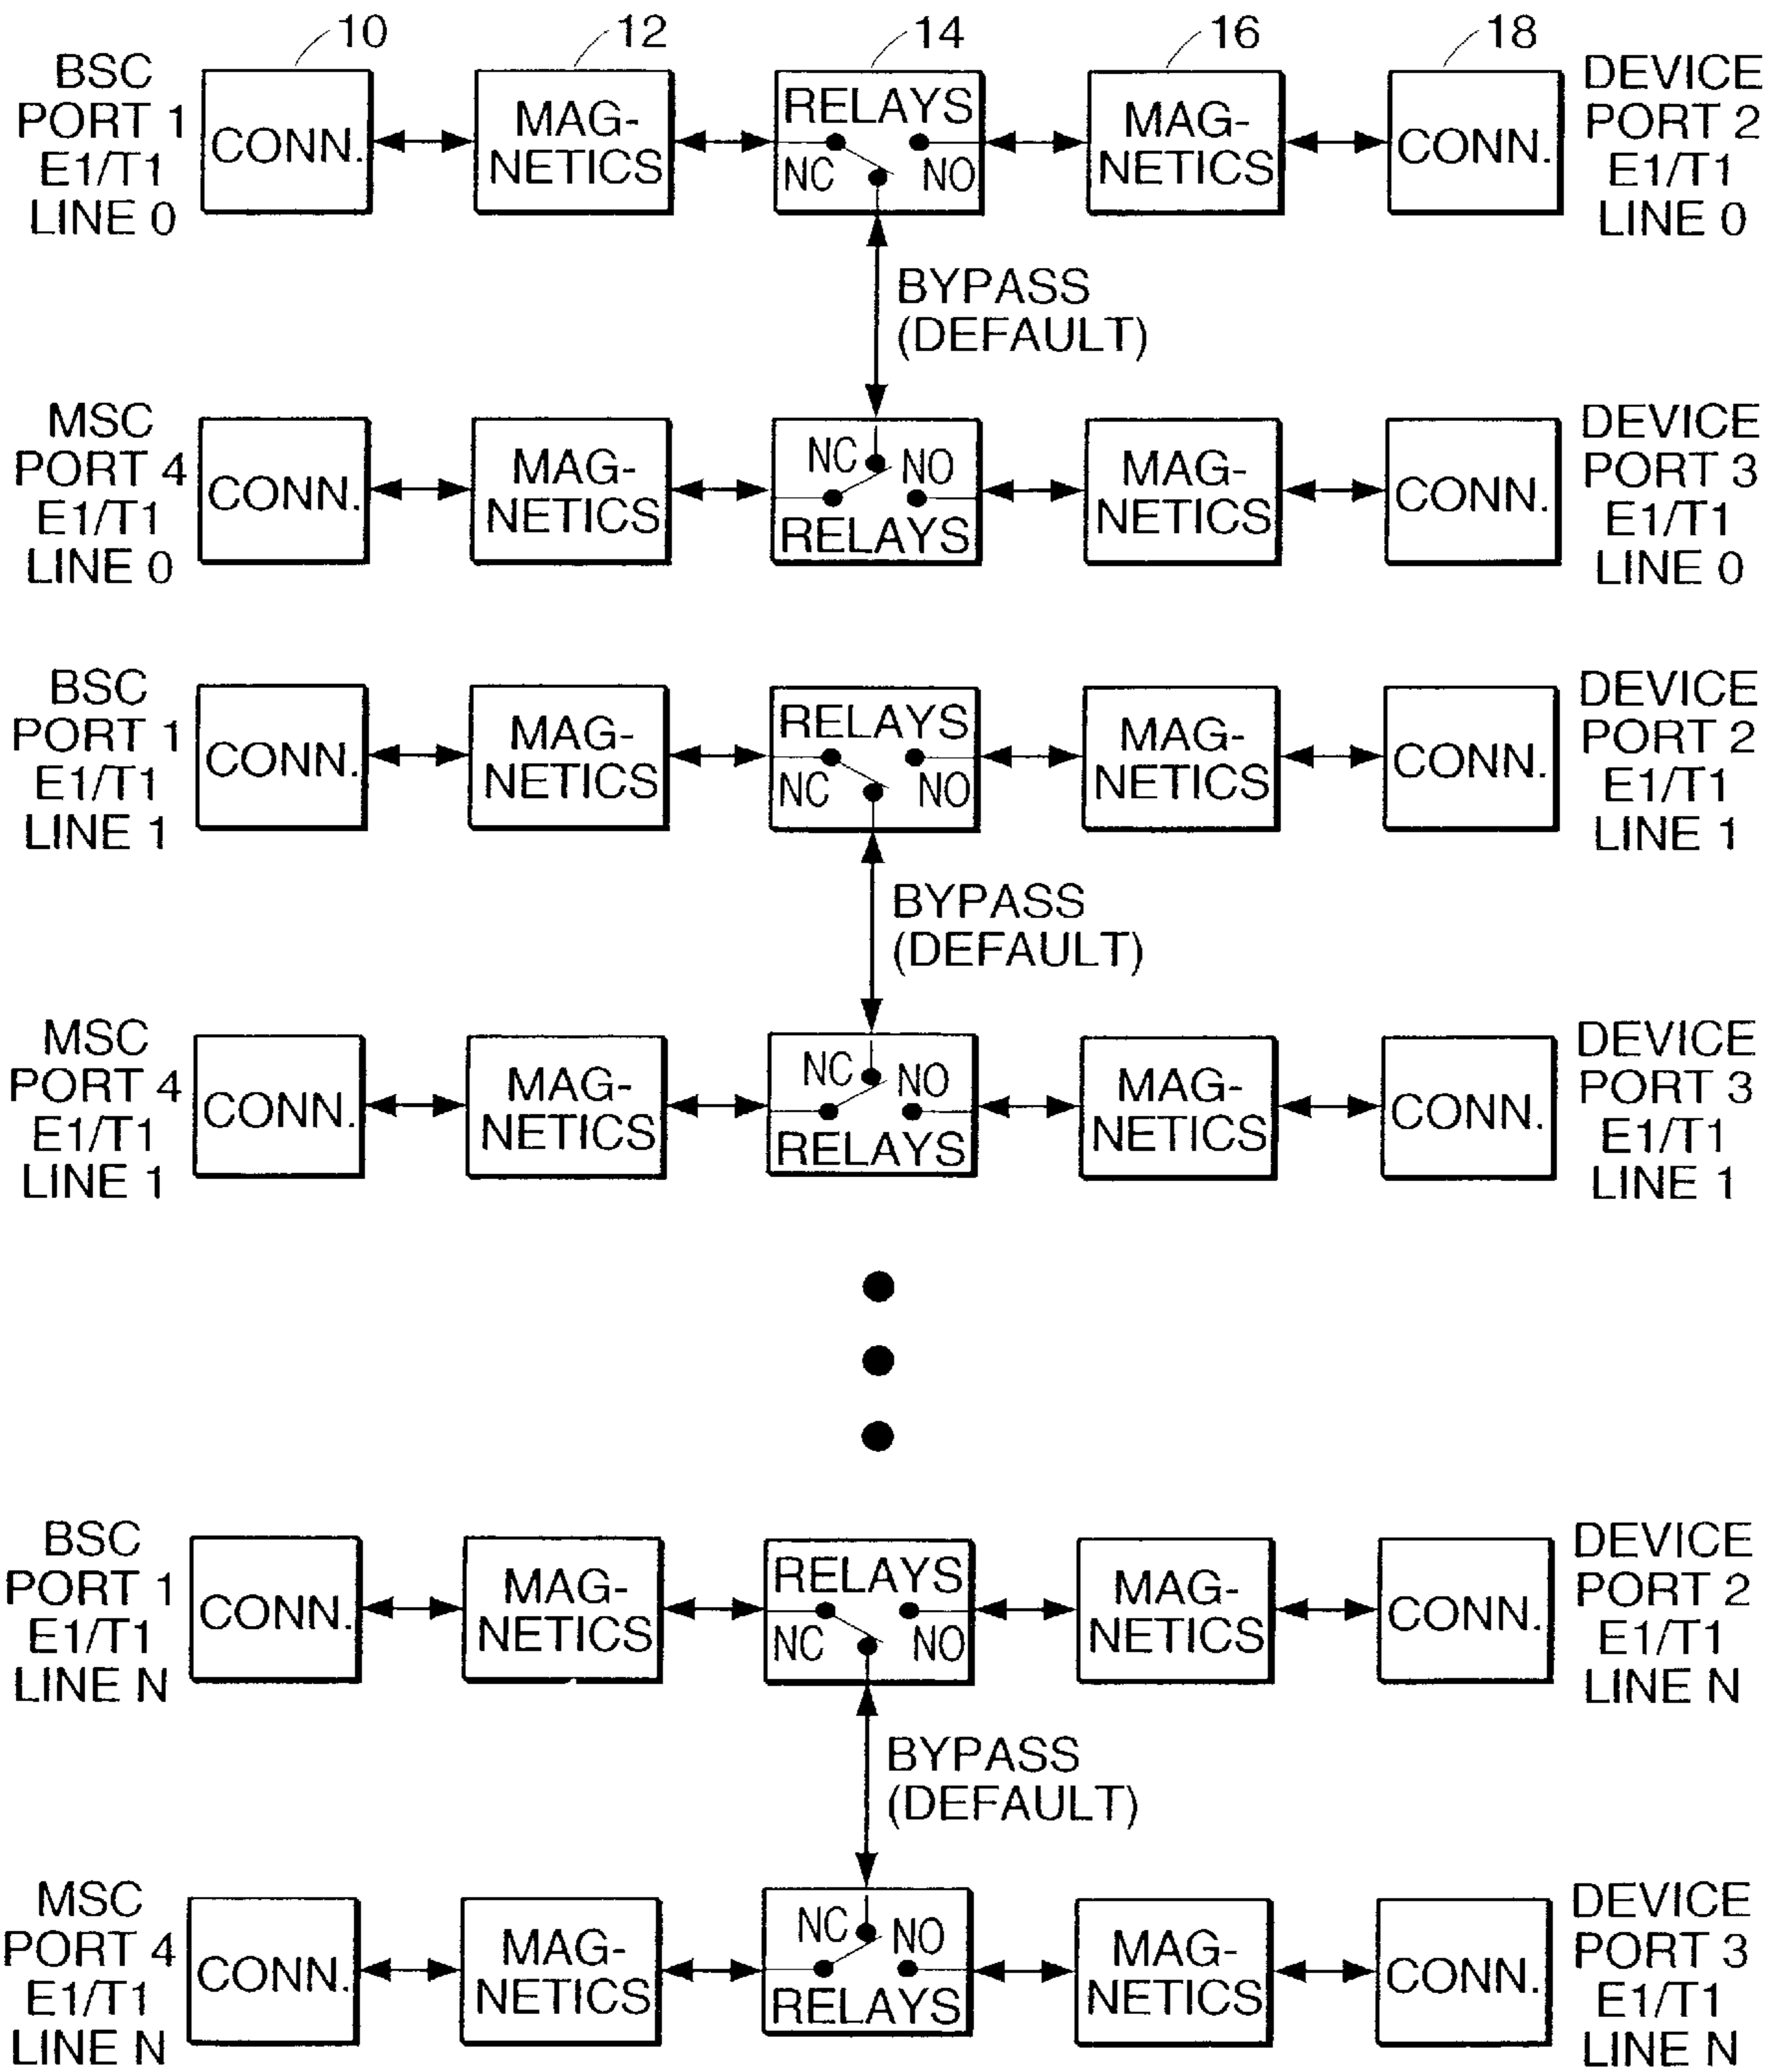 10
12
14
16
18
BSC
PORT 1
E1/T1
LINE 0
CONN.
MAG-
NETICS
RELAYS
NC
NO
MAG-
NETICS
CONN.
DEVICE
PORT 2
E1/T1
LINE 0
BYPASS
(DEFAULT)
MSC
PORT 4
E1/T1
LINE 0
CONN.
MAG-
NETICS
NC
NO
RELAYS
MAG-
NETICS
CONN.
DEVICE
PORT 3
E1/T1
LINE 0
BSC
PORT 1
E1/T1
LINE 1
CONN.
MAG-
NETICS
RELAYS
NC
NO
MAG-
NETICS
CONN.
DEVICE
PORT 2
E1/T1
LINE 1
BYPASS
(DEFAULT)
MSC
PORT 4
E1/T1
LINE 1
CONN.
MAG-
NETICS
NC
NO
RELAYS
MAG-
NETICS
CONN.
DEVICE
PORT 3
E1/T1
LINE 1
BSC
PORT 1
E1/T1
LINE N
CONN.
MAG-
NETICS
RELAYS
NC
NO
MAG-
NETICS
CONN.
DEVICE
PORT 2
E1/T1
LINE N
BYPASS
(DEFAULT)
MSC
PORT 4
E1/T1
LINE N
CONN.
MAG-
NETICS
NC
NO
RELAYS
MAG-
NETICS
CONN.
DEVICE
PORT 3
E1/T1
LINE N